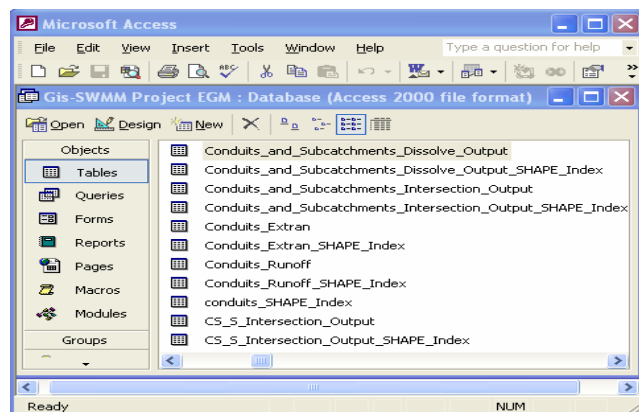 Microsoft Access
File Edit View Insert Tools Window Help Type a question for help
Gis-SWMM Project EGM : Database (Access 2000 file format)
Open Design New
Objects
Tables
Queries
Forms
Reports
Pages
Macros
Modules
Groups
Conduits_and_Subcatchments_Dissolve_Output
Conduits_and_Subcatchments_Dissolve_Output_SHAPE_Index
Conduits_and_Subcatchments_Intersection_Output
Conduits_and_Subcatchments_Intersection_Output_SHAPE_Index
Conduits_Extran
Conduits_Extran_SHAPE_Index
Conduits_Runoff
Conduits_Runoff_SHAPE_Index
conduits_SHAPE_Index
CS_S_Intersection_Output
CS_S_Intersection_Output_SHAPE_Index
Ready NUM